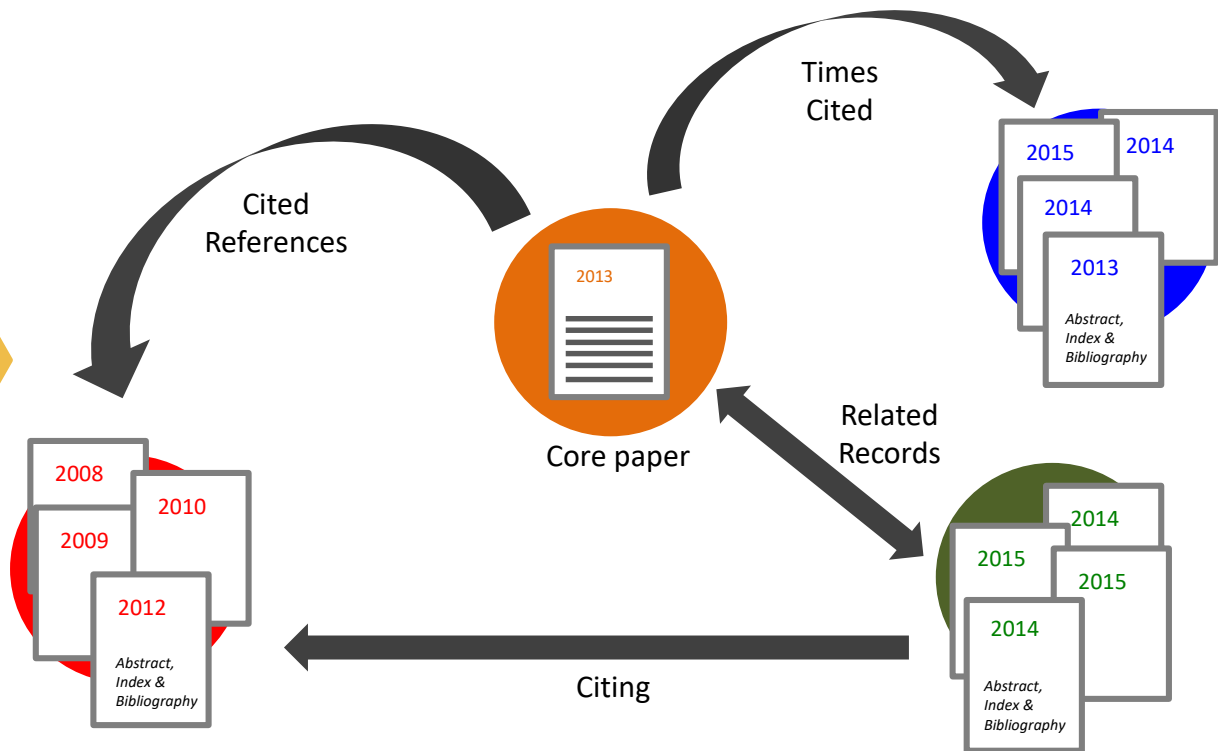 Times
Cited
2015
2014
2014
2013
Abstract,
Index &
Bibliography
Cited
References
2013
Core paper
Related
Records
2008
2010
2009
2012
Abstract,
Index &
Bibliography
Citing
2014
2015
2015
2014
Abstract,
Index &
Bibliography